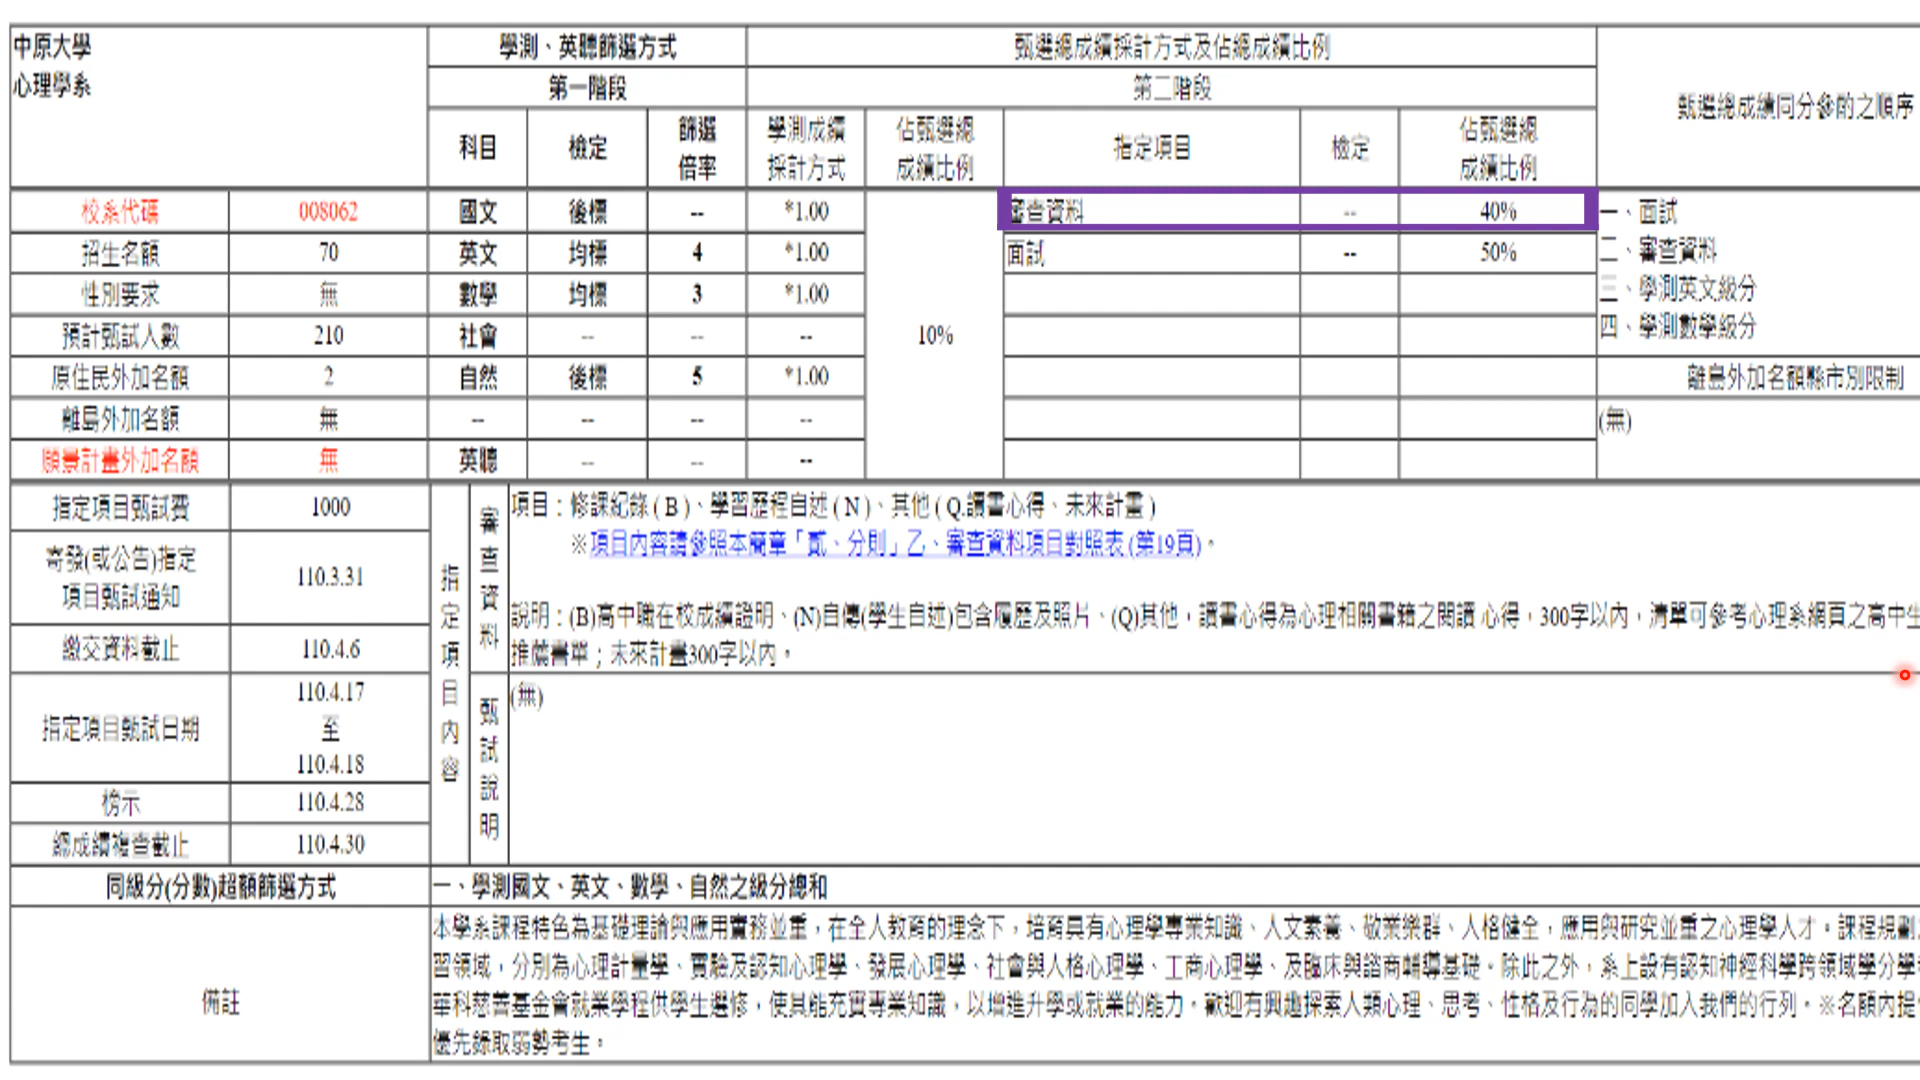 中原大學
心理學系
學測、英聽篩選方式
甄選總成績採計方式及佔總成績比例
甄選總成績同分參酌之順序
第一階段
第二階段
科目
檢定
篩選
倍率
學測成績
採計方式
佔甄選總
成績比例
指定項目
檢定
佔甄選總
成績比例
校系代碼 008062 國文 後標 -- *1.00 10% 審查資料 -- 40% 一、面試
招生名額 70 英文 均標 4 *1.00 面試 -- 50% 二、審查資料
性別要求 無 數學 均標 3 *1.00 三、學測英文級分
預計甄試人數 210 社會 -- -- -- 四、學測數學級分
原住民外加名額 2 自然 後標 5 *1.00 離島外加名額縣市別限制
離島外加名額 無 -- -- -- -- (無)
願景計畫外加名額 無 英聽 -- -- --
指定項目甄試費 1000
寄發(或公告)指定
項目甄試通知
110.3.31
繳交資料截止 110.4.6
指定項目甄試日期
110.4.17
至
110.4.18
榜示 110.4.28
總成績複查截止 110.4.30
指定項目內容
審查資料
項目：修課紀錄 ( B )、學習歷程自述 ( N )、其他 ( Q.讀書心得、未來計畫 )
※項目內容請參照本簡章「貳、分則」乙、審查資料項目對照表 (第19頁)。
說明：(B)高中職在校成績證明、(N)自傳(學生自述)包含履歷及照片、(Q)其他，讀書心得為心理相關書籍之閱讀 心得，300字以內，清單可參考心理系網頁之高中生
推薦書單；未來計畫300字以內。
甄試說明
(無)
同級分(分數)超額篩選方式 一、學測國文、英文、數學、自然之級分總和
備註
本學系課程特色為基礎理論與應用實務並重，在全人教育的理念下，培育具有心理學專業知識、人文素養、敬業樂群、人格健全，應用與研究並重之心理學人才。課程規劃
習領域，分別為心理計量學、實驗及認知心理學、發展心理學、社會與人格心理學、工商心理學、及臨床與諮商輔導基礎。除此之外，系上設有認知神經科學跨領域學分學
華科慈善基金會就業學程供學生選修，使其能充實專業知識，以增進升學或就業的能力。歡迎有興趣探索人類心理、思考、性格及行為的同學加入我們的行列。※名額內提
優先錄取弱勢考生。